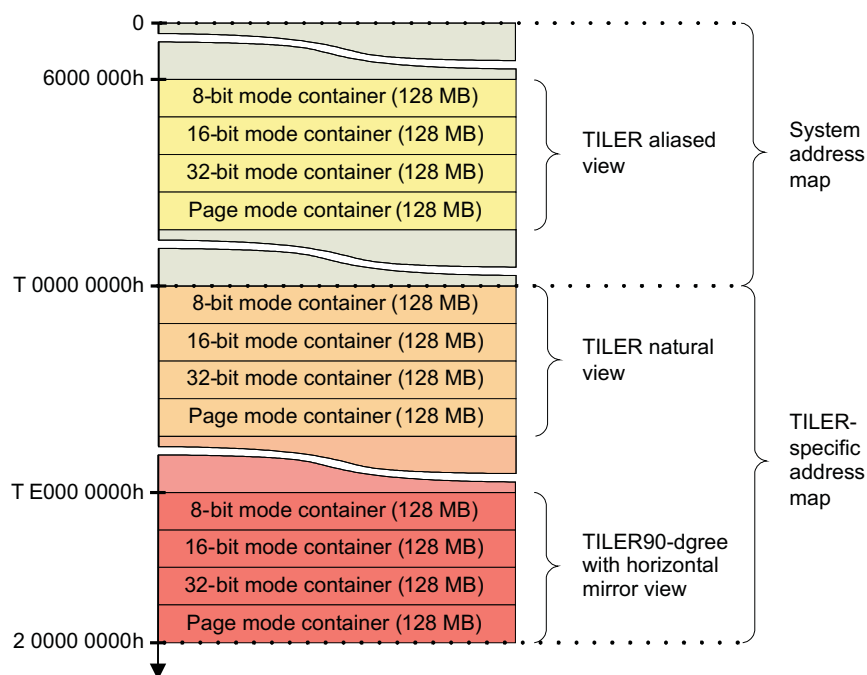 0
6000 000h
8-bit mode container (128 MB)
16-bit mode container (128 MB)
32-bit mode container (128 MB)
Page mode container (128 MB)
TILER aliased
view
System
address
map
T 0000 0000h
8-bit mode container (128 MB)
16-bit mode container (128 MB)
32-bit mode container (128 MB)
Page mode container (128 MB)
TILER natural
view
TILER-
specific
address
map
T E000 0000h
8-bit mode container (128 MB)
16-bit mode container (128 MB)
32-bit mode container (128 MB)
Page mode container (128 MB)
TILER90-dgree
with horizontal
mirror view
2 0000 0000h